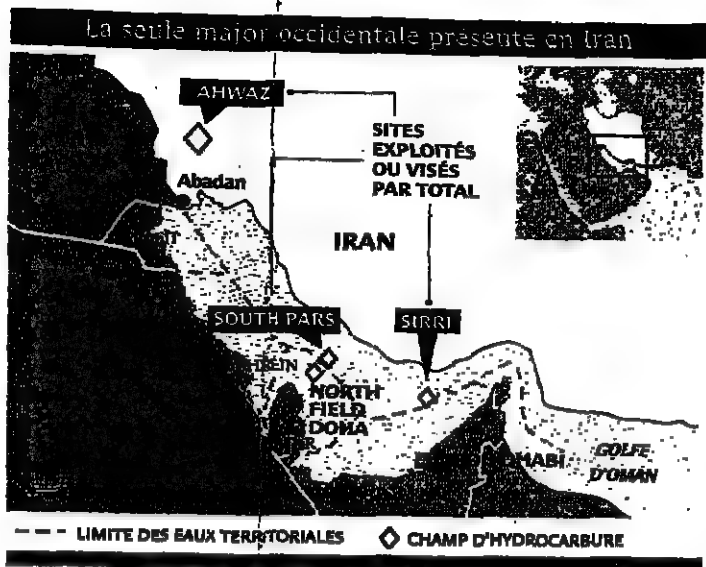 La seule major occidentale présente en Iran
AHWAZ
SITES
EXPLOITÉS
OU VISÉS
PAR TOTAL
Abadan
IRAN
SOUTH PARS
SIRRI
NORTH
FIELD
DOHA
GOLFE
D'OMAN
LIMITE DES EAUX TERRITORIALES
CHAMP D'HYDROCARBURE